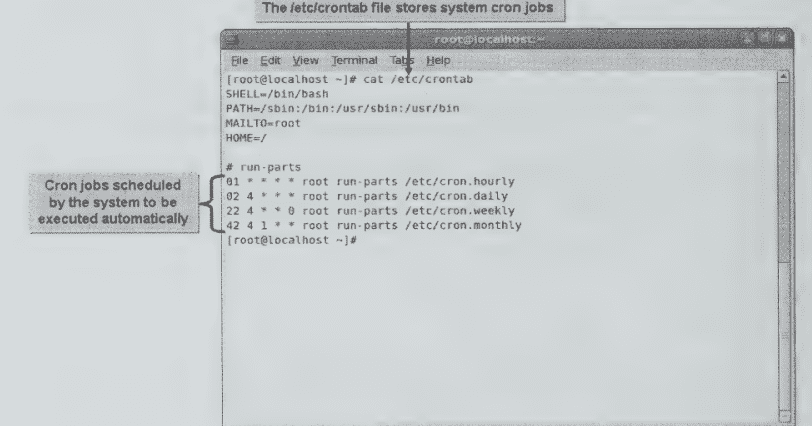 The /etc/crontab file stores system cron jobs
root@localhost:~
File Edit View Terminal Tabs Help
[root@localhost ~]# cat /etc/crontab
SHELL=/bin/bash
PATH=/sbin:/bin:/usr/sbin:/usr/bin
MAILTO=root
HOME=/
# run-parts
01 * * * * root run-parts /etc/cron.hourly
02 4 * * * root run-parts /etc/cron.daily
22 4 * * 0 root run-parts /etc/cron.weekly
42 4 1 * * root run-parts /etc/cron.monthly
[root@localhost ~]#
Cron jobs scheduled
by the system to be
executed automatically